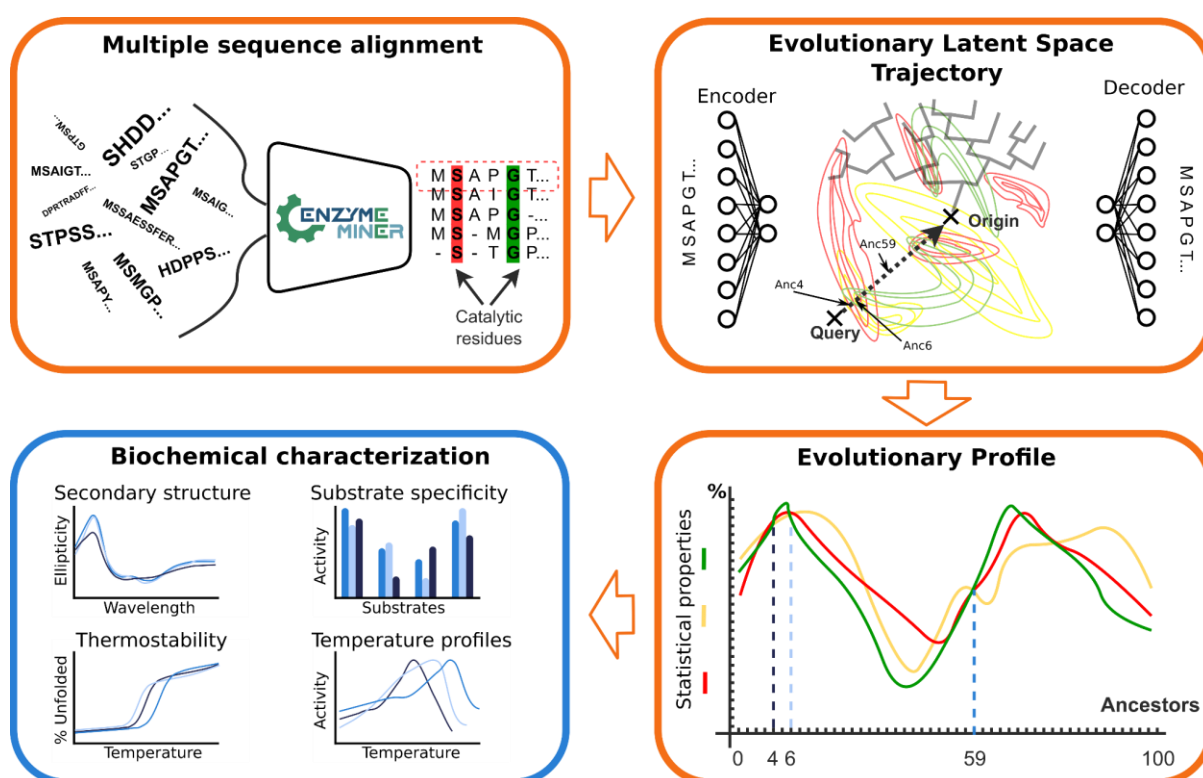 Multiple sequence alignment
GTPSW...
SHDD...
STGP...
MSAIGT...
MSAPGT...
DPRTRADFF...
MSAIG...
MSSAESSFER...
STPSS...
HDPPS...
MSMGP...
MSAPY...
ENZYME
MINER
M S A P G T...
M S A I G T...
M S A P G -...
M S - M G P...
- S - T G P...
Catalytic
residues
Evolutionary Latent Space
Trajectory
Encoder
Decoder
M S A P G T...
Origin
Anc59
Anc4
Query
Anc6
M S A P G T...
Biochemical characterization
Secondary structure
Ellipticity
Wavelength
Substrate specificity
Activity
Substrates
Thermostability
% Unfolded
Temperature
Temperature profiles
Activity
Temperature
Evolutionary Profile
%
Statistical properties
Ancestors
0 4 6 59 100